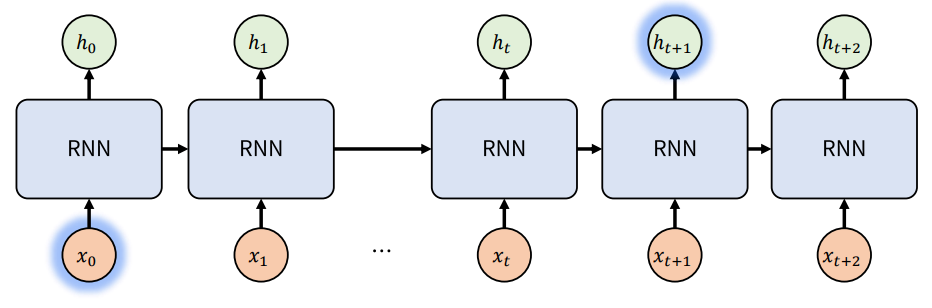 h₀ h₁ hₜ hₜ₊₁ hₜ₊₂
RNN RNN RNN RNN RNN
x₀ x₁ ... xₜ xₜ₊₁ xₜ₊₂